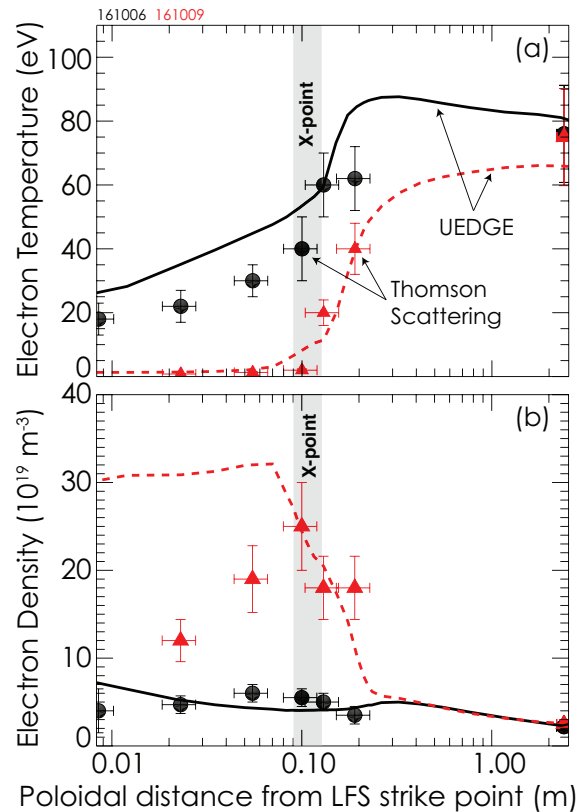 161006 161009
(a)
Electron Temperature (eV)
100
80
60
40
20
0
X-point
UEDGE
Thomson
Scattering
(b)
Electron Density (10¹⁹ m⁻³)
40
30
20
10
0
X-point
0.01 0.10 1.00
Poloidal distance from LFS strike point (m)